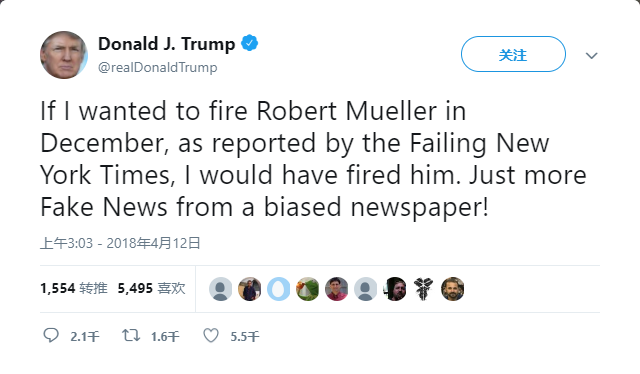 Donald J. Trump
@realDonaldTrump
关注
If I wanted to fire Robert Mueller in
December, as reported by the Failing New
York Times, I would have fired him. Just more
Fake News from a biased newspaper!
上午3:03 - 2018年4月12日
1,554 转推 5,495 喜欢
2.1千 1.6千 5.5千